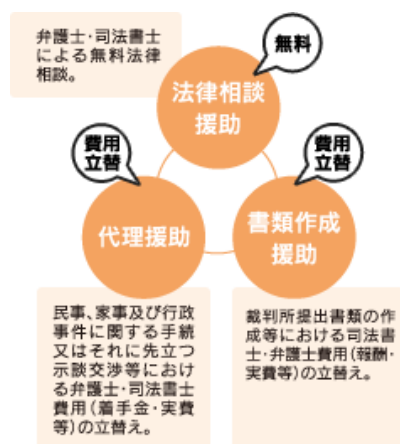 弁護士・司法書士
による無料法律
相談。
無料
法律相談
援助
費用
立替
費用
立替
代理援助
書類作成
援助
民事、家事及び行政
事件に関する手続
又はそれに先立つ
示談交渉等におけ
る弁護士・司法書士
費用(着手金・実費
等)の立替え。
裁判所提出書類の作
成等における司法書
士・弁護士費用(報酬・
実費等)の立替え。